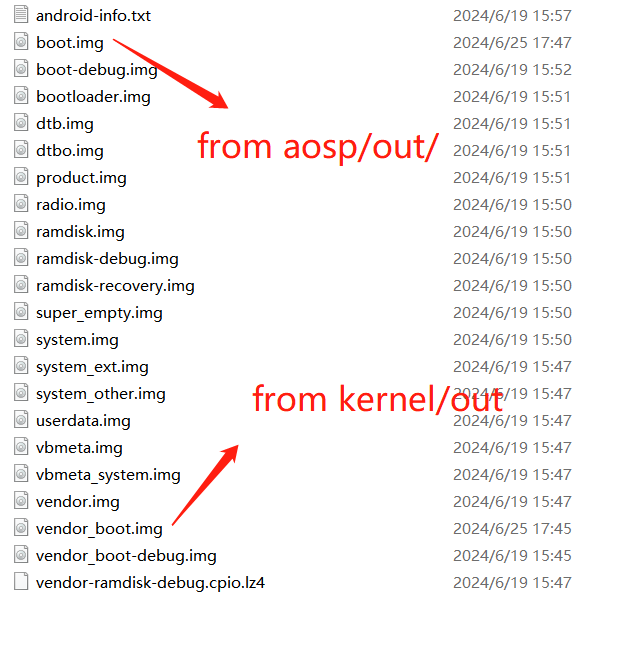 android-info.txt 2024/6/19 15:57
boot.img 2024/6/25 17:47
boot-debug.img 2024/6/19 15:52
bootloader.img 2024/6/19 15:51
dtb.img 2024/6/19 15:51
from aosp/out/
dtbo.img 2024/6/19 15:51
product.img 2024/6/19 15:51
radio.img 2024/6/19 15:50
ramdisk.img 2024/6/19 15:50
ramdisk-debug.img 2024/6/19 15:50
ramdisk-recovery.img 2024/6/19 15:50
super_empty.img 2024/6/19 15:50
system.img 2024/6/19 15:50
system_ext.img 2024/6/19 15:47
system_other.img 2024/6/19 15:47
from kernel/out
userdata.img 2024/6/19 15:47
vbmeta.img 2024/6/19 15:47
vbmeta_system.img 2024/6/19 15:47
vendor.img 2024/6/19 15:47
vendor_boot.img 2024/6/25 17:45
vendor_boot-debug.img 2024/6/19 15:45
vendor-ramdisk-debug.cpio.lz4 2024/6/19 15:47